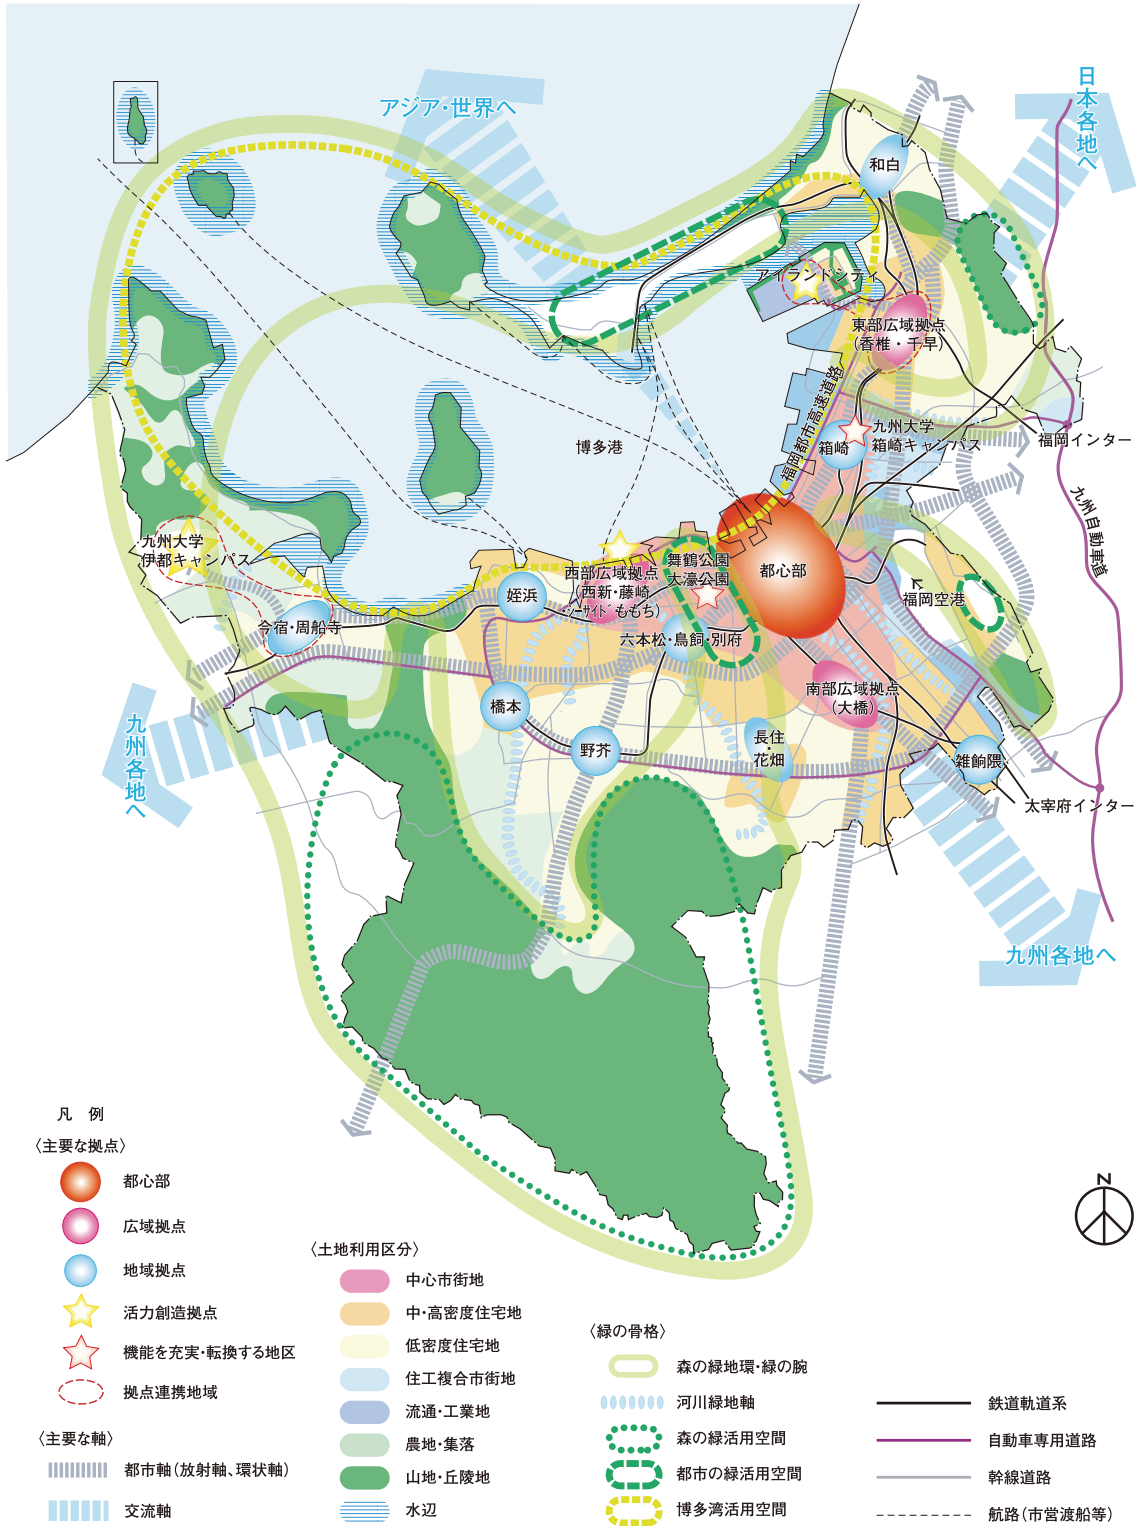 アジア・世界へ
日本各地へ
和白
アイランドシティ
東部広域拠点
（香椎・千早）
福岡都市高速道路
九州大学
箱崎キャンパス
箱崎
福岡インター
九州自動車道
博多港
九州大学
伊都キャンパス
今宿・周船寺
姪浜
西部広域拠点
（西新・藤崎
・シーサイドももち）
舞鶴公園
大濠公園
都心部
福岡空港
六本松・鳥飼・別府
南部広域拠点
（大橋）
橋本
野芥
長住
・
花畑
雑餉隈
太宰府インター
九州各地へ
九州各地へ
N
凡 例
〈主要な拠点〉
都心部
広域拠点
地域拠点
活力創造拠点
機能を充実・転換する地区
拠点連携地域
〈主要な軸〉
都市軸（放射軸、環状軸）
交流軸
〈土地利用区分〉
中心市街地
中・高密度住宅地
低密度住宅地
住工複合市街地
流通・工業地
農地・集落
山地・丘陵地
水辺
〈緑の骨格〉
森の緑地環・緑の腕
河川緑地軸
森の緑活用空間
都市の緑活用空間
博多湾活用空間
鉄道軌道系
自動車専用道路
幹線道路
航路（市営渡船等）